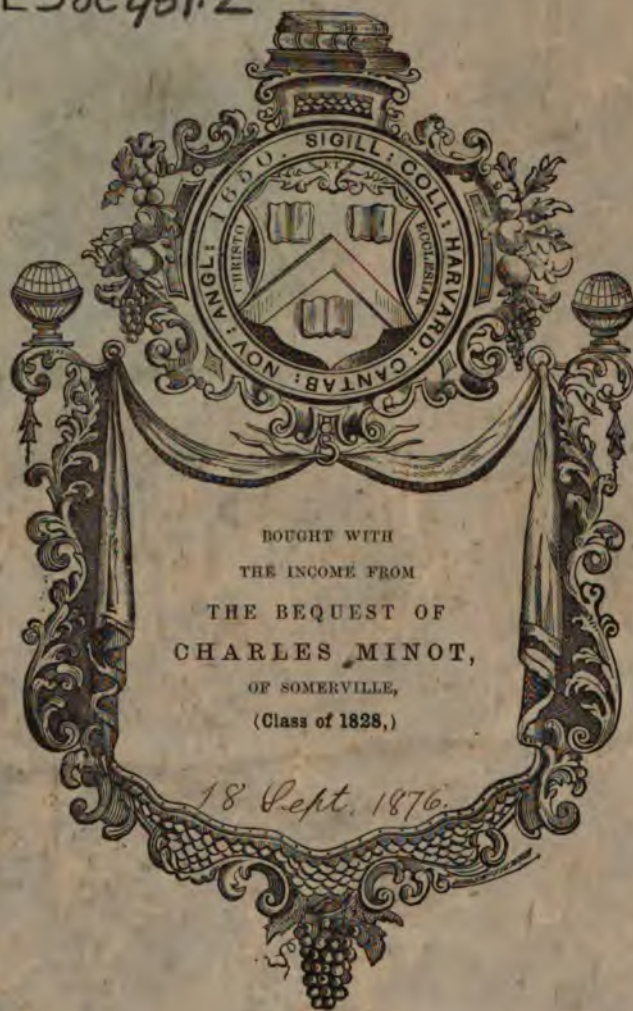 SIGILL: COLL: HARVARD: CANTAB: NOV: ANGL: 1650.
ET
CHRISTO
ECCLESIAE
BOUGHT WITH
THE INCOME FROM
THE BEQUEST OF
CHARLES MINOT,
OF SOMERVILLE,
(Class of 1828,)
18 Sept. 1876.